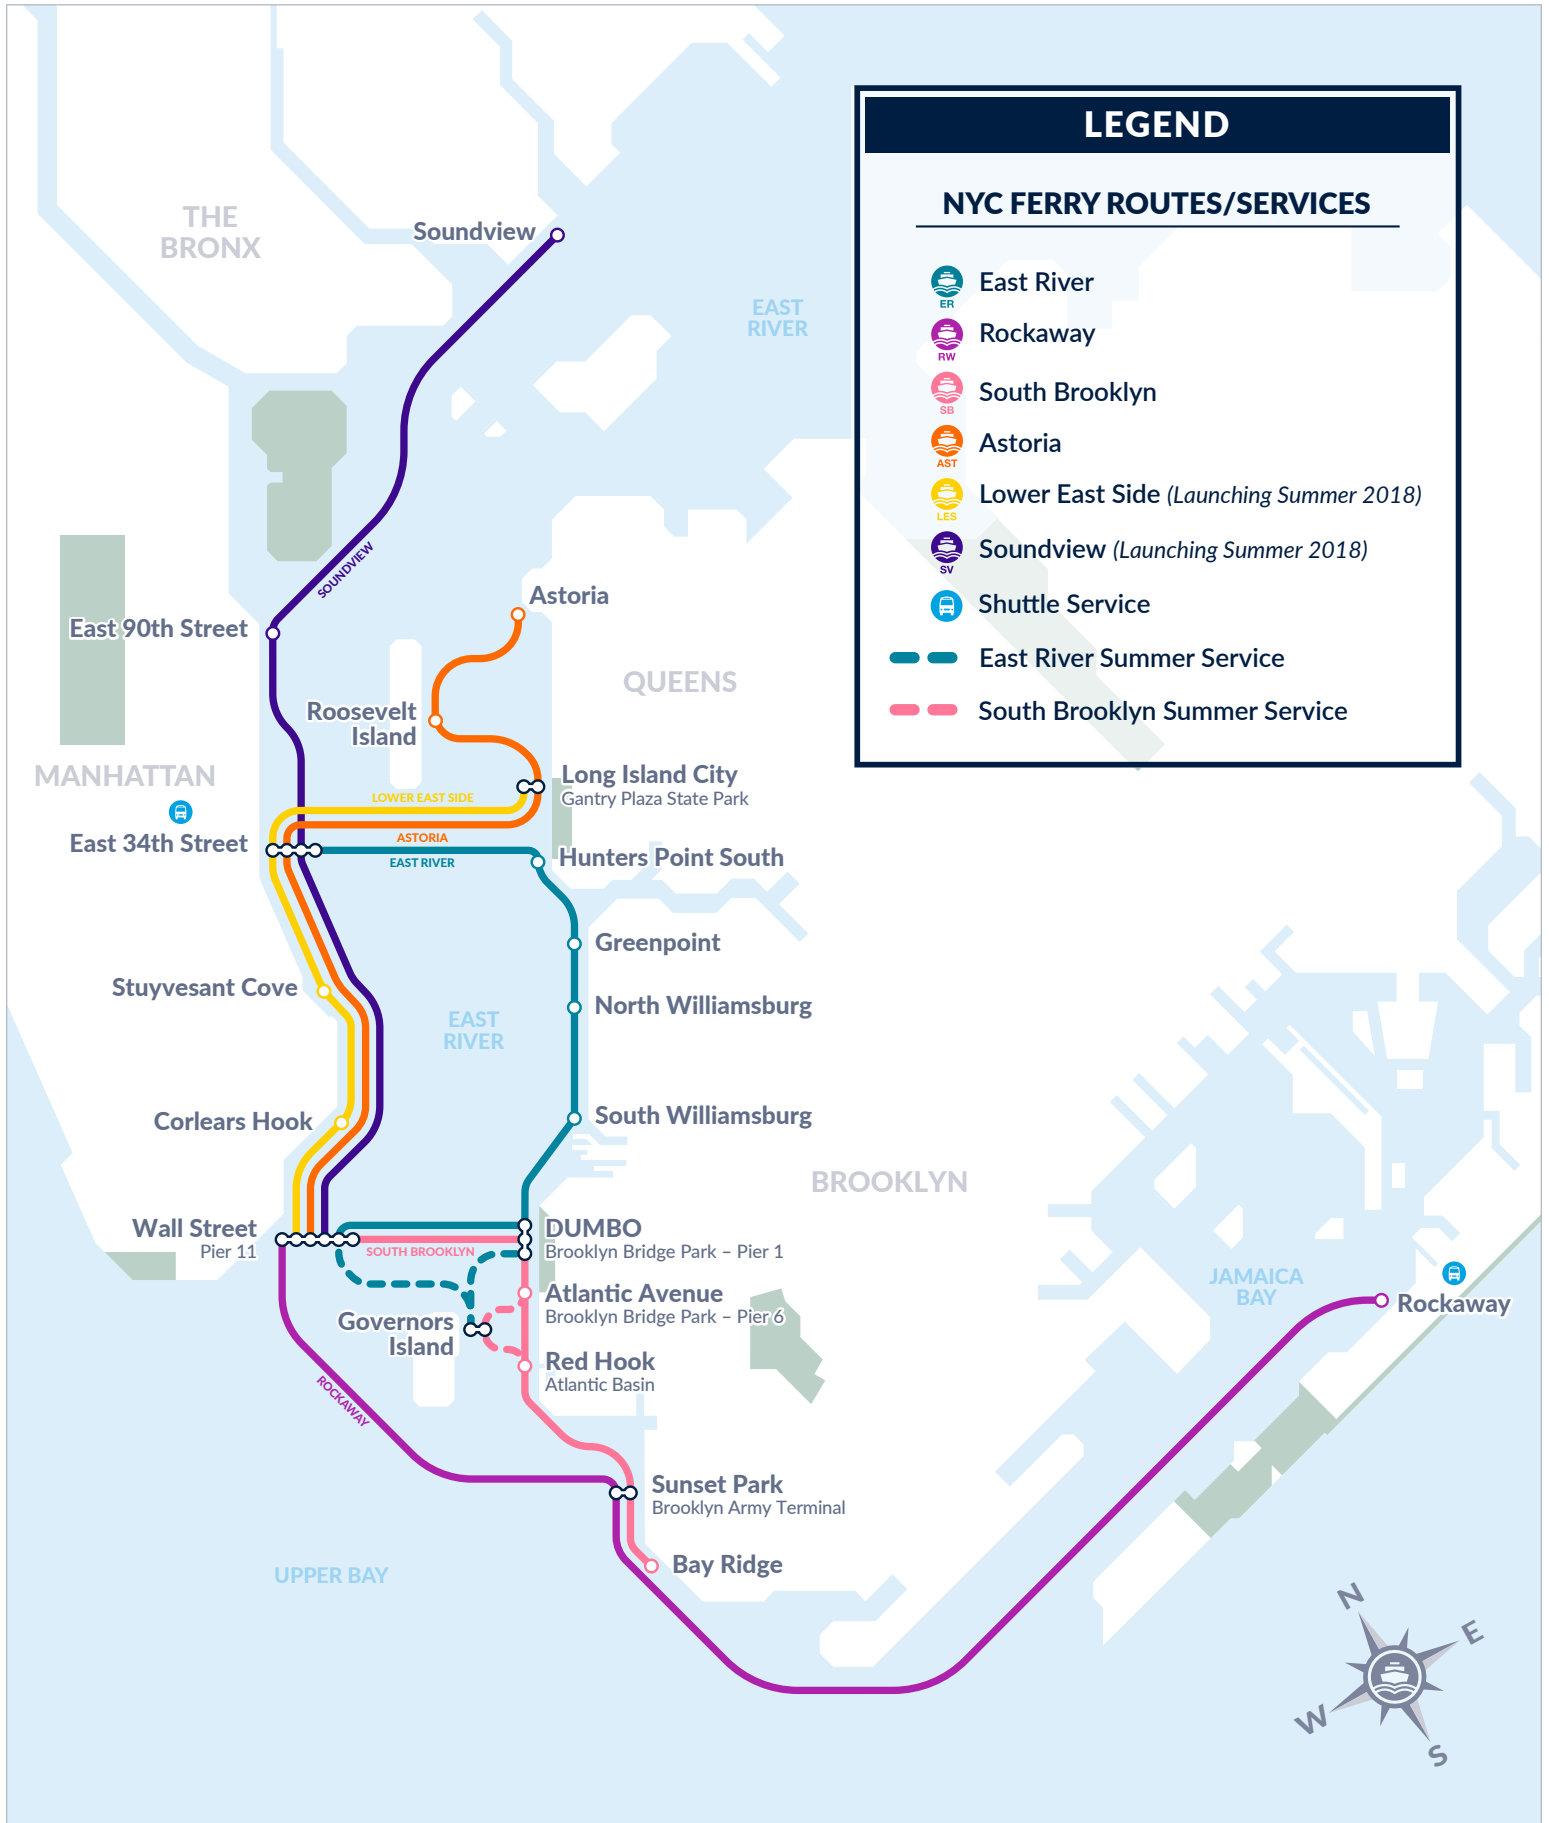 LEGEND
NYC FERRY ROUTES/SERVICES
ER
East River
RW
Rockaway
SB
South Brooklyn
AST
Astoria
LES
Lower East Side (Launching Summer 2018)
SV
Soundview (Launching Summer 2018)
Shuttle Service
East River Summer Service
South Brooklyn Summer Service
THE
BRONX
Soundview
EAST
RIVER
SOUNDVIEW
Astoria
East 90th Street
QUEENS
Roosevelt
Island
MANHATTAN
Long Island City
Gantry Plaza State Park
LOWER EAST SIDE
ASTORIA
East 34th Street
EAST RIVER
Hunters Point South
Greenpoint
Stuyvesant Cove
North Williamsburg
EAST
RIVER
Corlears Hook
South Williamsburg
BROOKLYN
Wall Street
Pier 11
SOUTH BROOKLYN
DUMBO
Brooklyn Bridge Park – Pier 1
Atlantic Avenue
Brooklyn Bridge Park – Pier 6
JAMAICA
BAY
Rockaway
Governors
Island
Red Hook
Atlantic Basin
ROCKAWAY
Sunset Park
Brooklyn Army Terminal
Bay Ridge
UPPER BAY
N
E
W
S